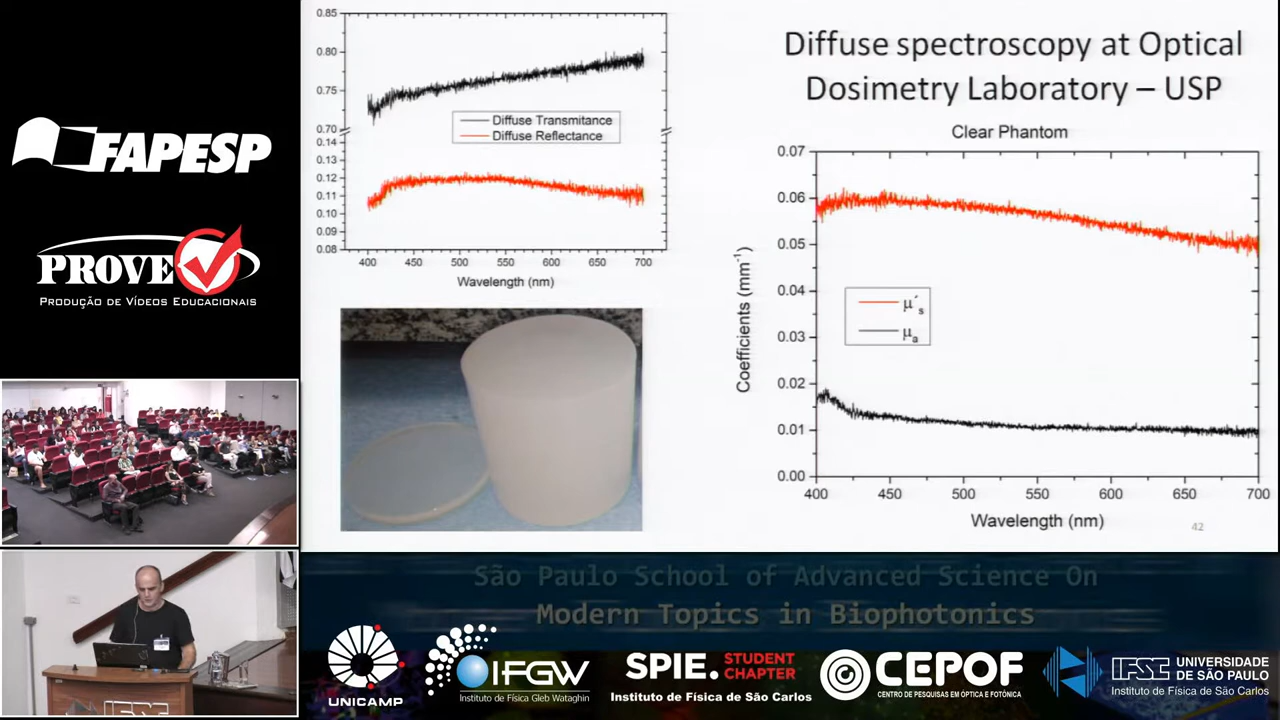 FAPESP
PROVE
PRODUÇÃO DE VÍDEOS EDUCACIONAIS
0.85
0.80
0.75
0.70
0.14
0.13
0.12
0.11
0.10
0.09
0.08
Diffuse Transmitance
Diffuse Reflectance
400 450 500 550 600 650 700
Wavelength (nm)
Diffuse spectroscopy at Optical
Dosimetry Laboratory – USP
Clear Phantom
0.07
0.06
0.05
0.04
0.03
0.02
0.01
0.00
Coefficients (mm⁻¹)
μ´s
μa
400 450 500 550 600 650 700
Wavelength (nm)
42
São Paulo School of Advanced Science On
Modern Topics in Biophotonics
UNICAMP
IFGW
Instituto de Física Gleb Wataghin
SPIE. STUDENT
CHAPTER
Instituto de Física de São Carlos
CEPOF
CENTRO DE PESQUISAS EM ÓPTICA E FOTÔNICA
IFSC UNIVERSIDADE
DE SÃO PAULO
Instituto de Física de São Carlos